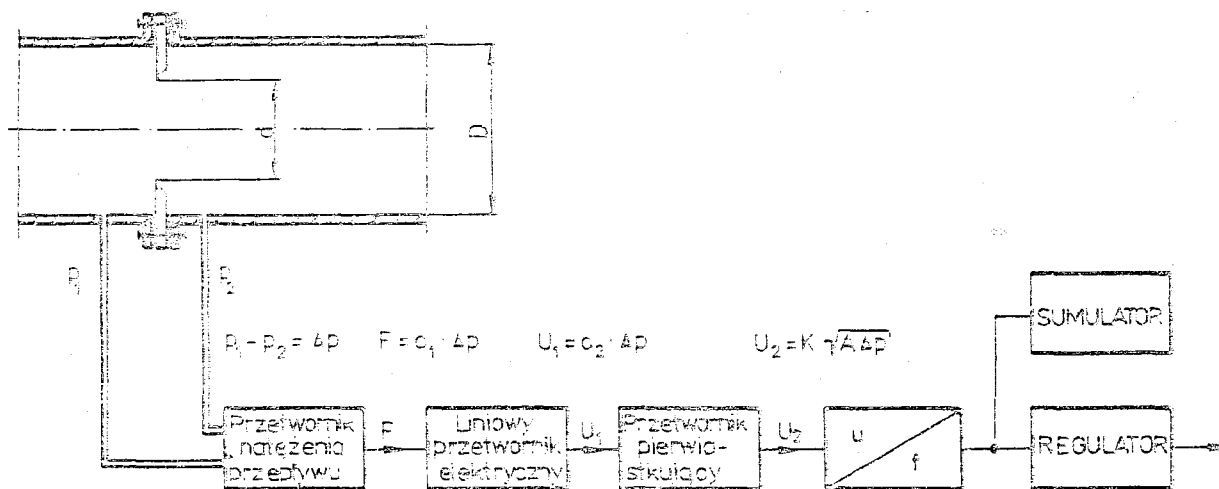 d
D
P₁
P₂
SUMULATOR
p₁ - p₂ = Δp
F = c₁ · Δp
U₁ = c₂ · Δp
U₂ = K √AΔp
Przetwornik
natężenia
przepływu
F
Liniowy
przetwornik
elektryczny
U₁
Przetwornik
pierwia-
stkujący
U₂
u
f
REGULATOR